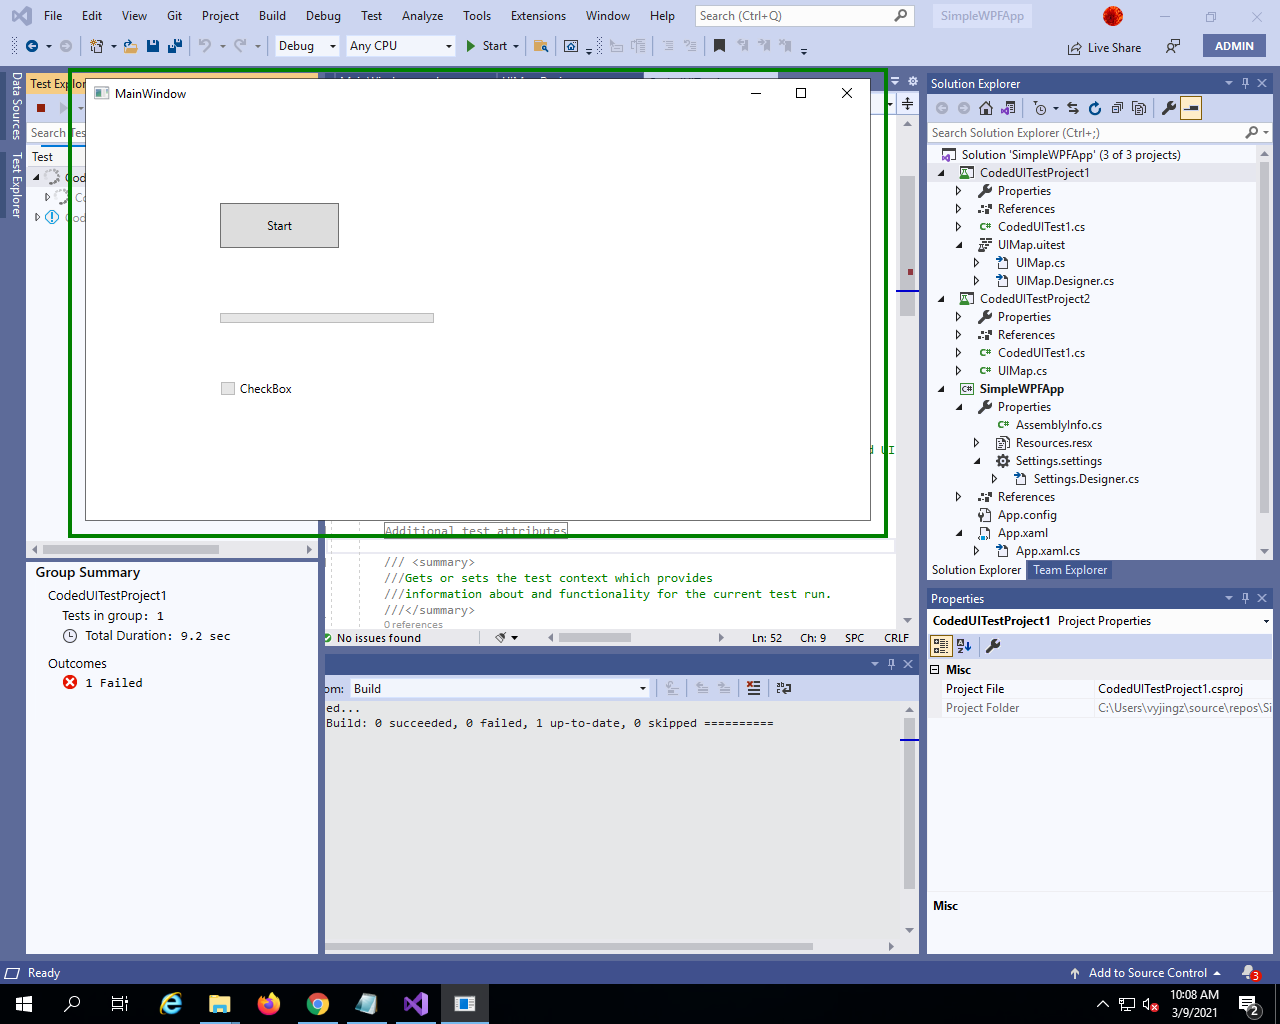 File Edit View Git Project Build Debug Test Analyze Tools Extensions Window Help Search (Ctrl+Q) SimpleWPFApp
Debug Any CPU Start Live Share ADMIN
Data Sources
Test Explorer
Test Explor
Search Tes
Test
Cod
Co
Cod
MainWindow
Start
CheckBox
d UI
Additional test attributes
/// <summary>
///Gets or sets the test context which provides
///information about and functionality for the current test run.
///</summary>
0 references
No issues found Ln: 52 Ch: 9 SPC CRLF
Group Summary
CodedUITestProject1
Tests in group: 1
Total Duration: 9.2 sec
Outcomes
1 Failed
om: Build
ed...
Build: 0 succeeded, 0 failed, 1 up-to-date, 0 skipped ==========
Solution Explorer
Search Solution Explorer (Ctrl+;)
Solution 'SimpleWPFApp' (3 of 3 projects)
CodedUITestProject1
Properties
References
CodedUITest1.cs
UIMap.uitest
UIMap.cs
UIMap.Designer.cs
CodedUITestProject2
Properties
References
CodedUITest1.cs
UIMap.cs
SimpleWPFApp
Properties
AssemblyInfo.cs
Resources.resx
Settings.settings
Settings.Designer.cs
References
App.config
App.xaml
App.xaml.cs
Solution Explorer Team Explorer
Properties
CodedUITestProject1 Project Properties
Misc
Project File CodedUITestProject1.csproj
Project Folder C:\Users\vyjingz\source\repos\Si
Misc
Ready Add to Source Control 3
10:08 AM
3/9/2021
2